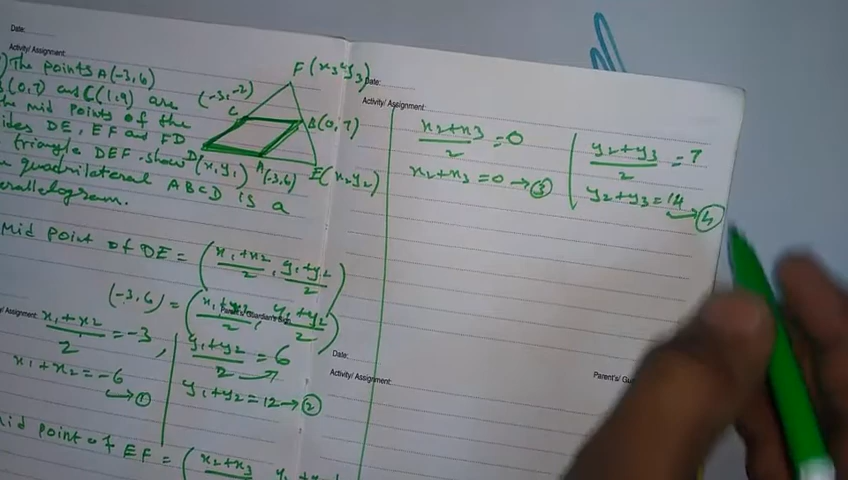 Date:
Activity/ Assignment:
The points A(-3,6)
(0,7) and C(1,9) are
the mid points of the
sides DE, EF and FD
triangle DEF. show
quadrilateral ABCD is a
parallelogram.
F(x3 y3)
(-3,-2)
C
B(0,7)
D(x,y1)
A(-3,6)
E(x2y2)
Mid point of DE = (x1+x2/2, y1+y2/2)
(-3,6) = (x1+x2/2, y1+y2/2)
Parent's/ Guardian's Sign
Assignment:
x1+x2/2 = -3, y1+y2/2 = 6
x1+x2 = -6 → ①
y1+y2 = 12 → ②
Mid point of EF = (x2+x3
Date:
Activity/ Assignment:
x2+x3/2 = 0
x2+x3 = 0 → ③
y2+y3/2 = 7
y2+y3 = 14 → ④
Date:
Activity/ Assignment:
Parent's/